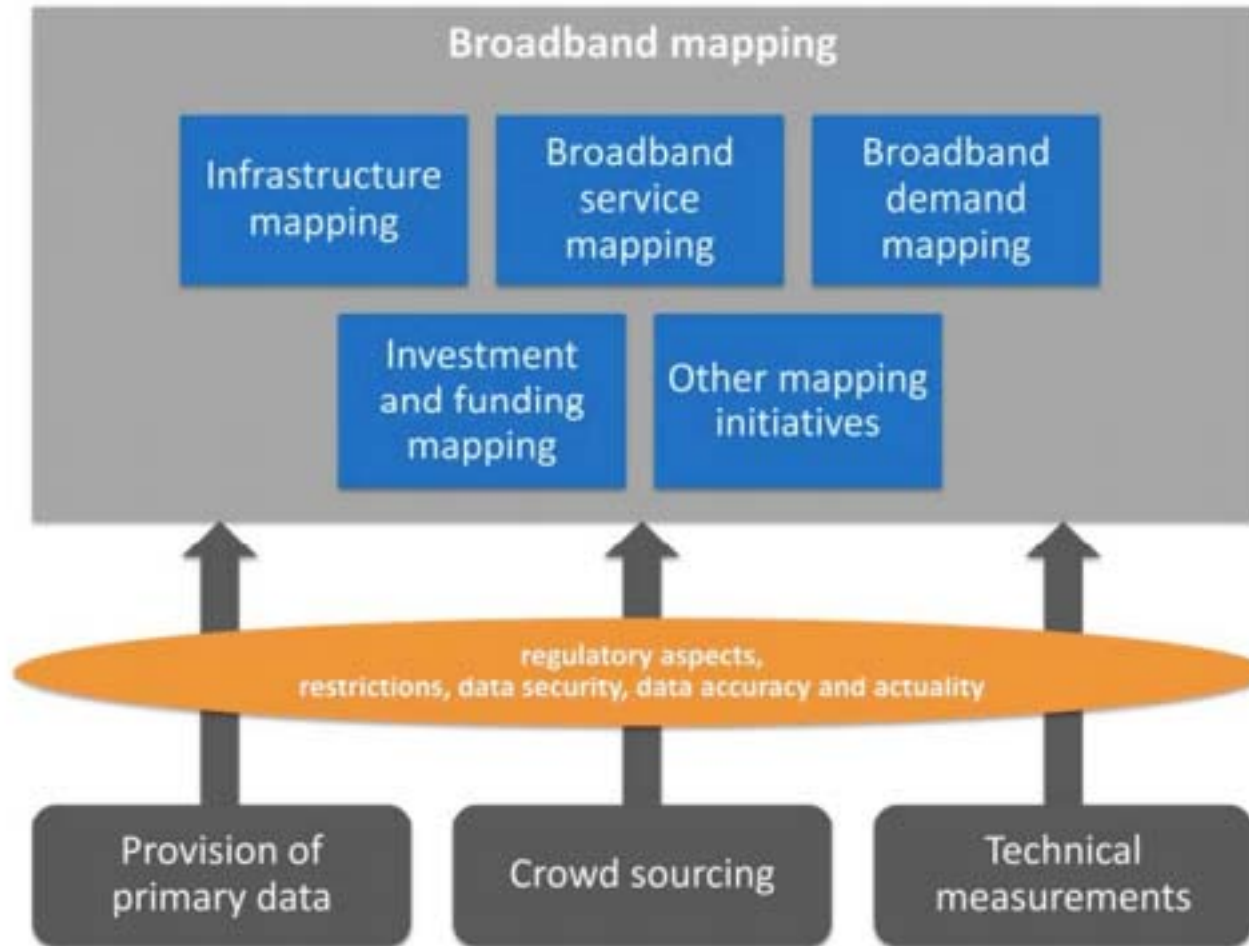 Broadband mapping
Infrastructure
mapping
Broadband
service
mapping
Broadband
demand
mapping
Investment
and funding
mapping
Other mapping
initiatives
regulatory aspects,
restrictions, data security, data accuracy and actuality
Provision of
primary data
Crowd sourcing
Technical
measurements